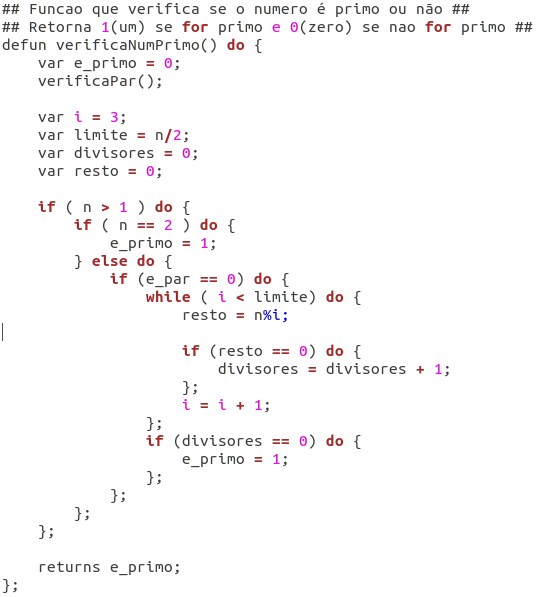 ## Funcao que verifica se o numero é primo ou não ##
## Retorna 1(um) se for primo e 0(zero) se nao for primo ##
defun verificaNumPrimo() do {
    var e_primo = 0;
    verificaPar();

    var i = 3;
    var limite = n/2;
    var divisores = 0;
    var resto = 0;

    if ( n > 1 ) do {
        if ( n == 2 ) do {
            e_primo = 1;
        } else do {
            if (e_par == 0) do {
                while ( i < limite) do {
                    resto = n%i;

                    if (resto == 0) do {
                        divisores = divisores + 1;
                    };
                    i = i + 1;
                };
                if (divisores == 0) do {
                    e_primo = 1;
                };
            };
        };
    };

    returns e_primo;
};